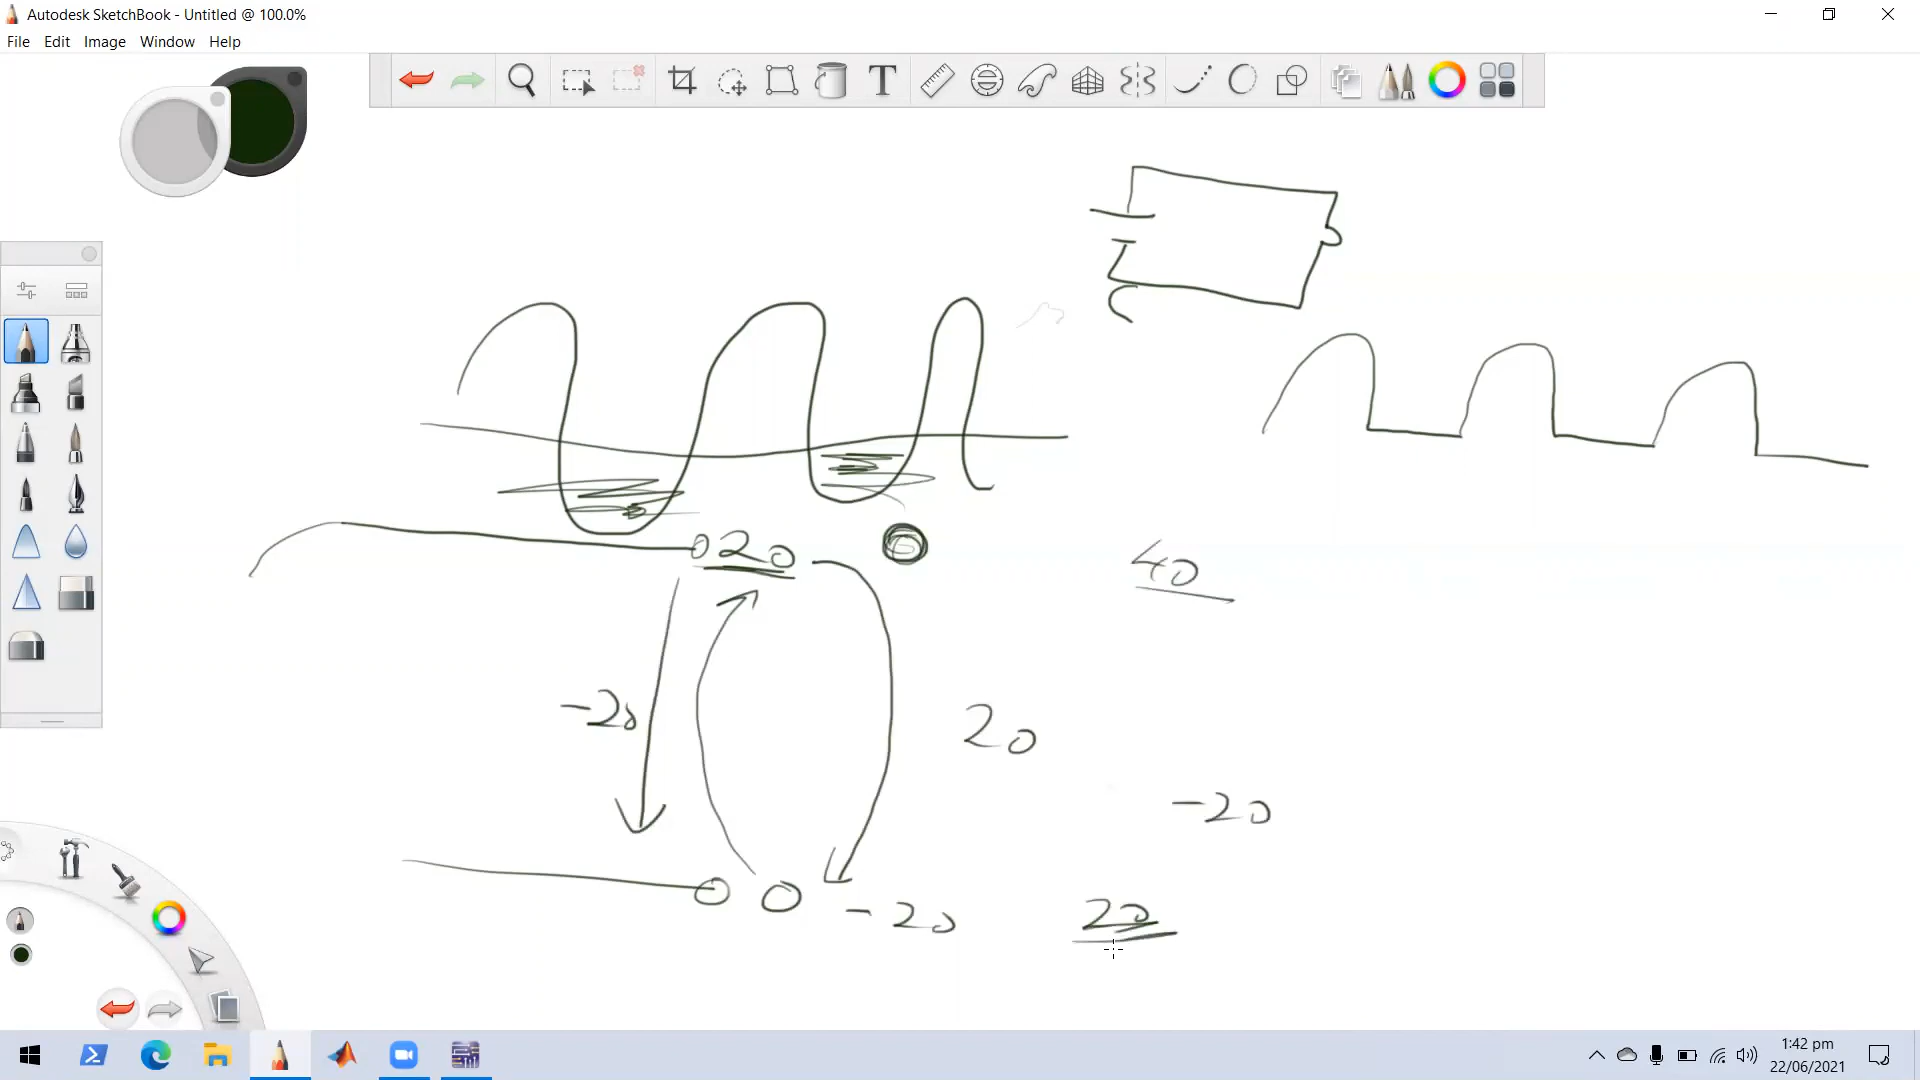 Autodesk SketchBook - Untitled @ 100.0%
File Edit Image Window Help
T
020
40
-20
20
-20
0 0 -20
20
1:42 pm
22/06/2021